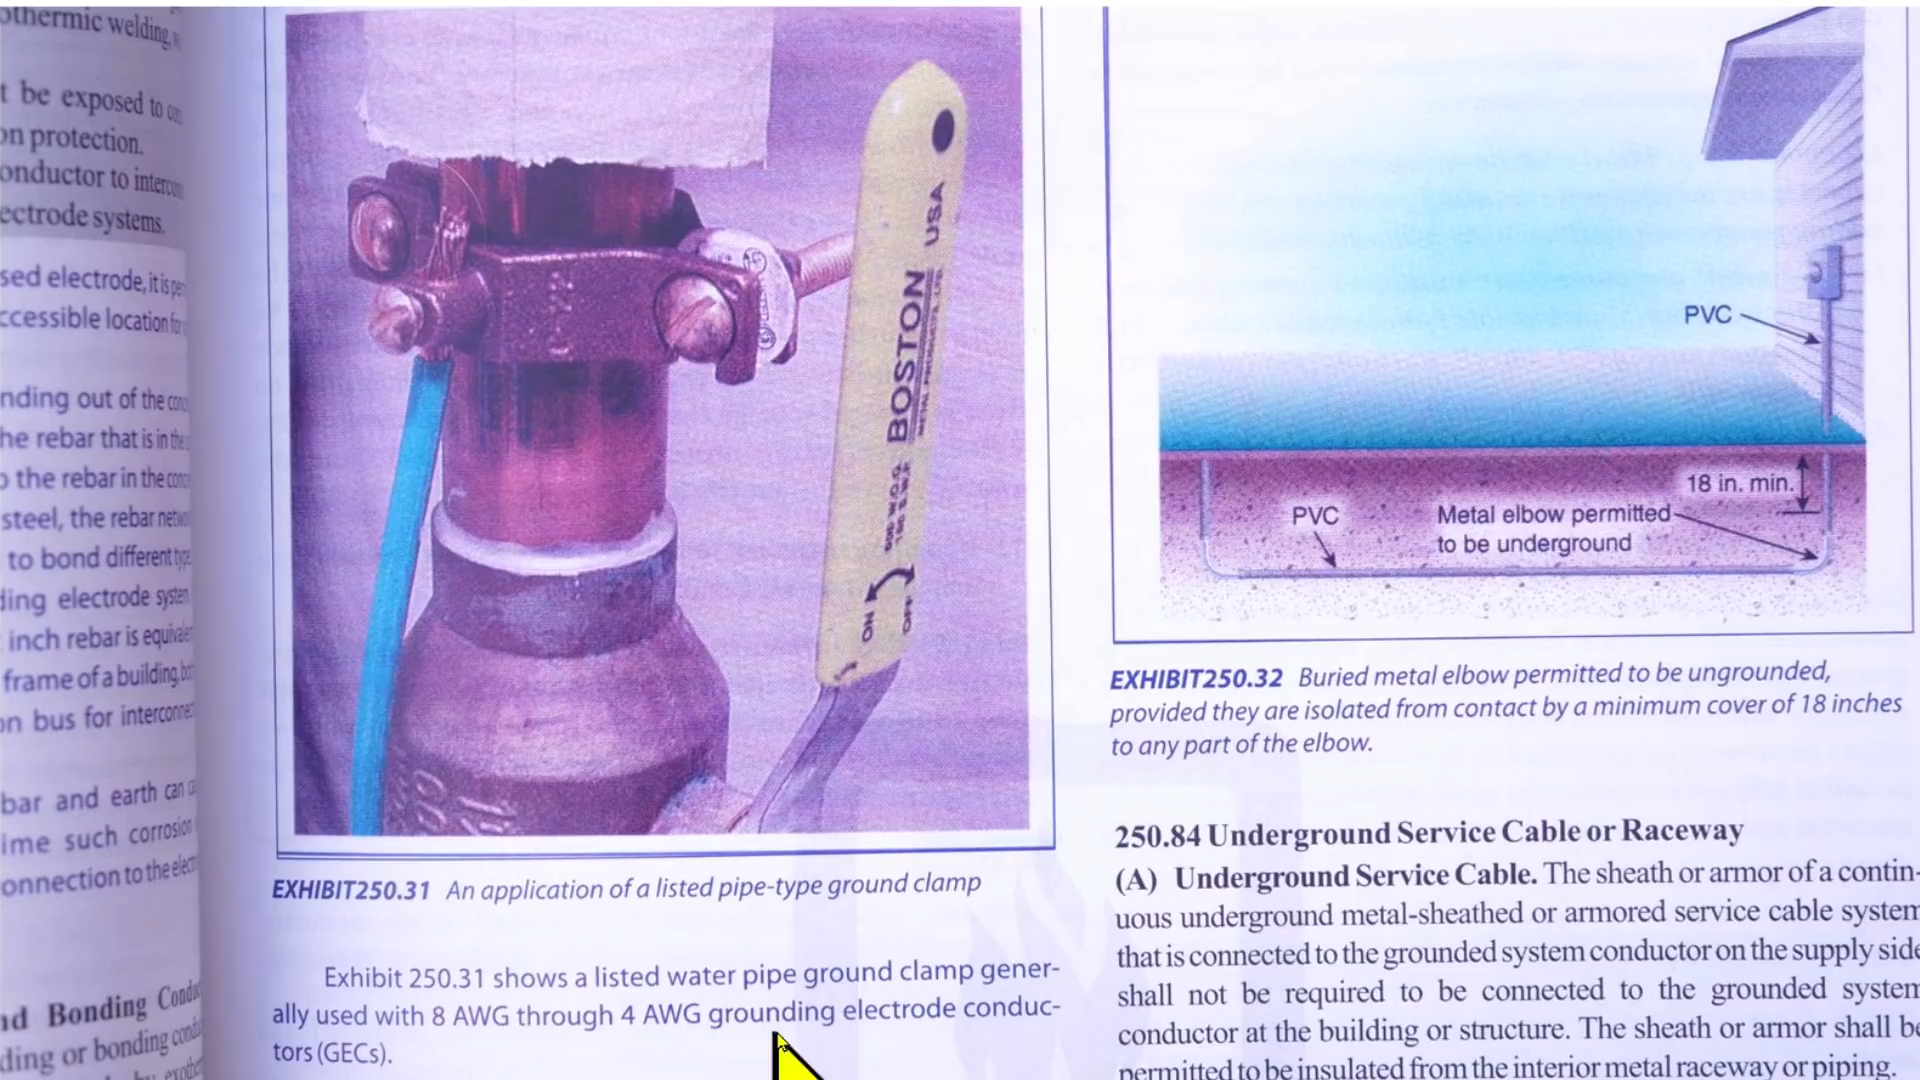 othermic welding,
t be exposed to
on protection.
onductor to
ectrode systems.
sed electrode, it is
ccessible location for
nding out of the
he rebar that is in the
o the rebar in the
steel, the rebar
to bond different
ding electrode system
inch rebar is
frame of a building,
on bus for
bar and earth can
ime such corrosion
onnection to the
nd Bonding
ding or bonding
BOSTON USA
600 W.O.G.
ON
OFF
EXHIBIT 250.31 An application of a listed pipe-type ground clamp
Exhibit 250.31 shows a listed water pipe ground clamp gener-
ally used with 8 AWG through 4 AWG grounding electrode conduc-
tors (GECs).
PVC
18 in. min.
PVC
Metal elbow permitted
to be underground
EXHIBIT 250.32 Buried metal elbow permitted to be ungrounded,
provided they are isolated from contact by a minimum cover of 18 inches
to any part of the elbow.
250.84 Underground Service Cable or Raceway
(A) Underground Service Cable. The sheath or armor of a contin-
uous underground metal-sheathed or armored service cable system
that is connected to the grounded system conductor on the supply side
shall not be required to be connected to the grounded system
conductor at the building or structure. The sheath or armor shall be
permitted to be insulated from the interior metal raceway or piping.